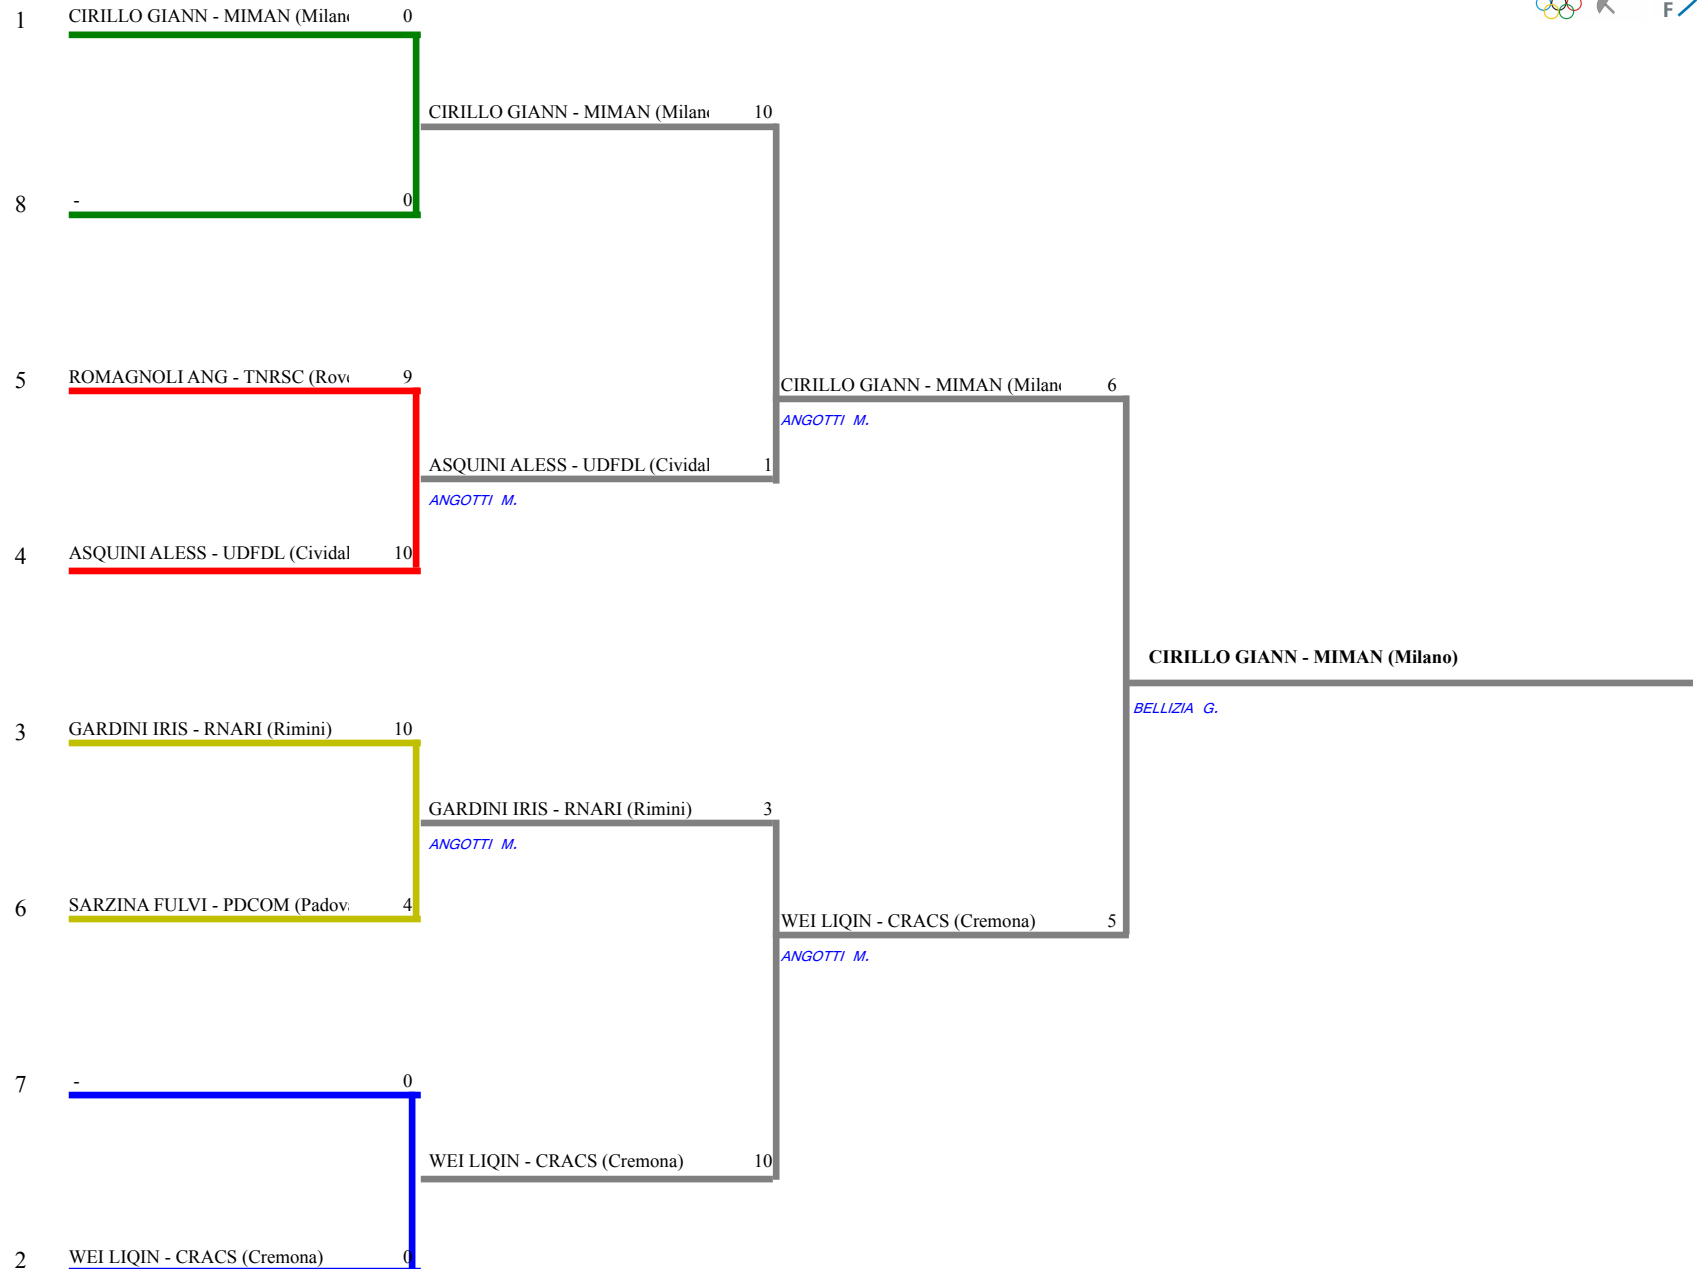 1 CIRILLO GIANN - MIMAN (Milan 0
F
CIRILLO GIANN - MIMAN (Milan 10
8 - 0
5 ROMAGNOLI ANG - TNRSC (Rov 9
CIRILLO GIANN - MIMAN (Milan 6
ANGOTTI M.
ASQUINI ALESS - UDFDL (Cividal 1
ANGOTTI M.
4 ASQUINI ALESS - UDFDL (Cividal 10
CIRILLO GIANN - MIMAN (Milano)
BELLIZIA G.
3 GARDINI IRIS - RNARI (Rimini) 10
GARDINI IRIS - RNARI (Rimini) 3
ANGOTTI M.
6 SARZINA FULVI - PDCOM (Padov 4
WEI LIQIN - CRACS (Cremona) 5
ANGOTTI M.
7 - 0
WEI LIQIN - CRACS (Cremona) 10
2 WEI LIQIN - CRACS (Cremona) 0